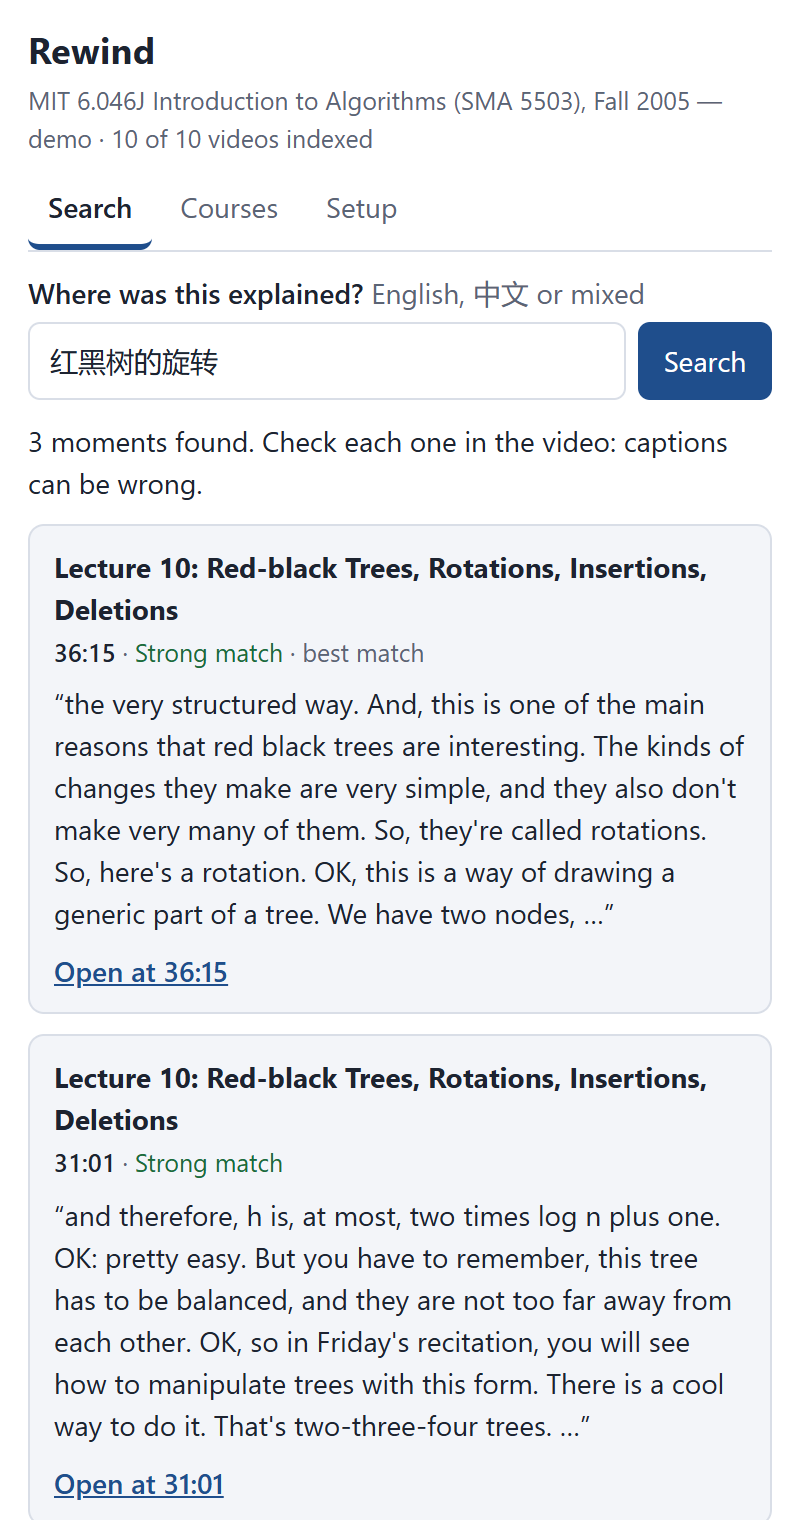 Rewind
MIT 6.046J Introduction to Algorithms (SMA 5503), Fall 2005 —
demo · 10 of 10 videos indexed
Search Courses Setup
Where was this explained? English, 中文 or mixed
红黑树的旋转 Search
3 moments found. Check each one in the video: captions
can be wrong.
Lecture 10: Red-black Trees, Rotations, Insertions,
Deletions
36:15 · Strong match · best match
“the very structured way. And, this is one of the main
reasons that red black trees are interesting. The kinds of
changes they make are very simple, and they also don't
make very many of them. So, they're called rotations.
So, here's a rotation. OK, this is a way of drawing a
generic part of a tree. We have two nodes, ...”
Open at 36:15
Lecture 10: Red-black Trees, Rotations, Insertions,
Deletions
31:01 · Strong match
“and therefore, h is, at most, two times log n plus one.
OK: pretty easy. But you have to remember, this tree
has to be balanced, and they are not too far away from
each other. OK, so in Friday's recitation, you will see
how to manipulate trees with this form. There is a cool
way to do it. That's two-three-four trees. ...”
Open at 31:01